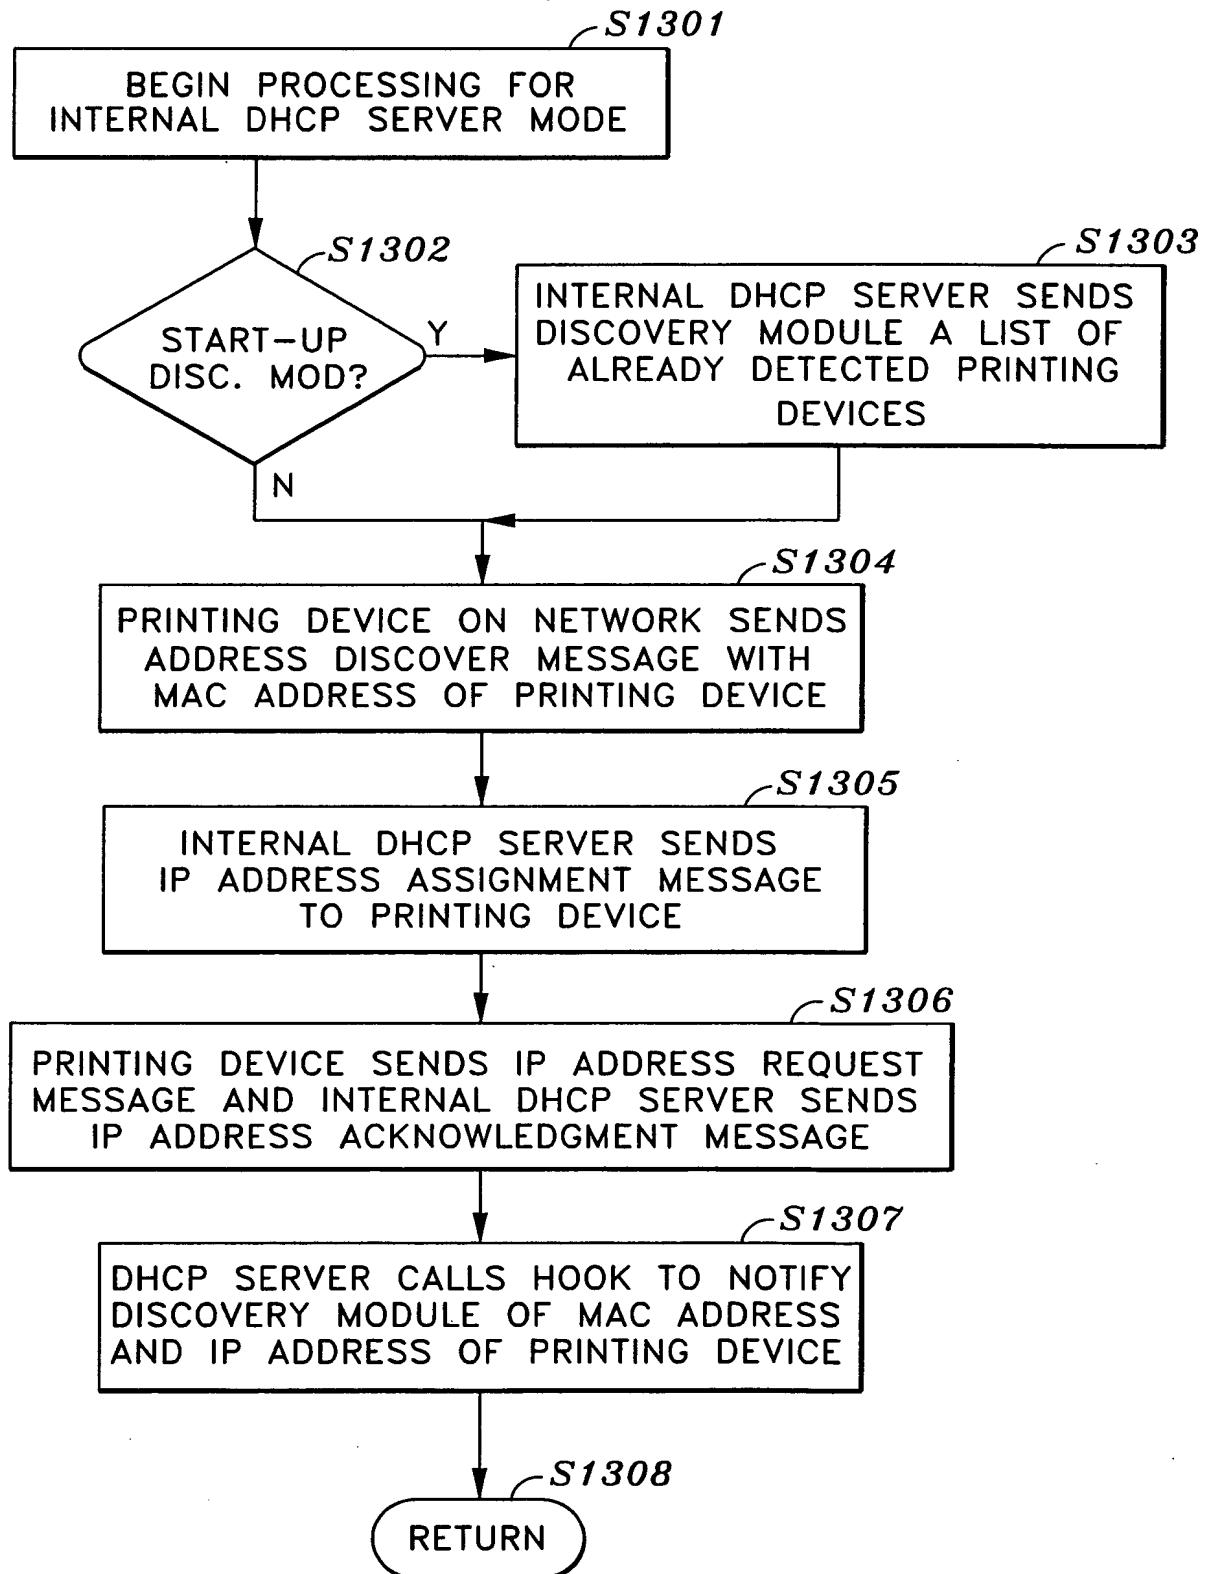 S1301
BEGIN PROCESSING FOR
INTERNAL DHCP SERVER MODE
S1302
START-UP
DISC. MOD?
Y
N
S1303
INTERNAL DHCP SERVER SENDS
DISCOVERY MODULE A LIST OF
ALREADY DETECTED PRINTING
DEVICES
S1304
PRINTING DEVICE ON NETWORK SENDS
ADDRESS DISCOVER MESSAGE WITH
MAC ADDRESS OF PRINTING DEVICE
S1305
INTERNAL DHCP SERVER SENDS
IP ADDRESS ASSIGNMENT MESSAGE
TO PRINTING DEVICE
S1306
PRINTING DEVICE SENDS IP ADDRESS REQUEST
MESSAGE AND INTERNAL DHCP SERVER SENDS
IP ADDRESS ACKNOWLEDGMENT MESSAGE
S1307
DHCP SERVER CALLS HOOK TO NOTIFY
DISCOVERY MODULE OF MAC ADDRESS
AND IP ADDRESS OF PRINTING DEVICE
S1308
RETURN